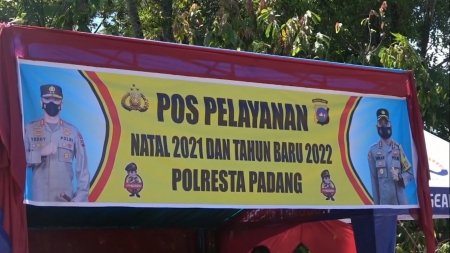 POS PELAYANAN
NATAL 2021 DAN TAHUN BARU 2022
POLRESTA PADANG